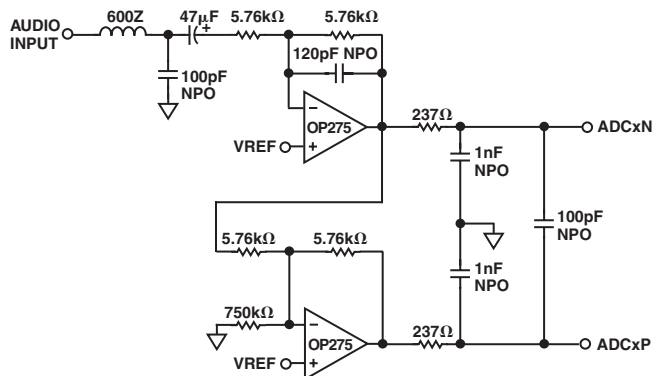 AUDIO
INPUT
600Z
47µF
+
5.76kΩ
5.76kΩ
120pF NPO
100pF
NPO
−
OP275
+
VREF
237Ω
ADCxN
1nF
NPO
100pF
NPO
5.76kΩ
5.76kΩ
1nF
NPO
750kΩ
−
OP275
+
VREF
237Ω
ADCxP